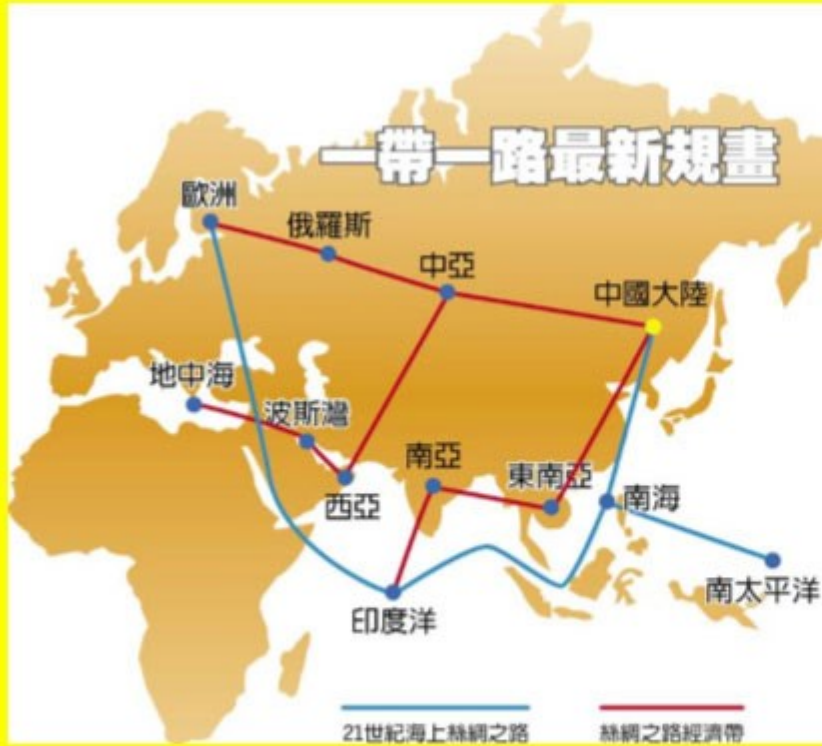 一帶一路最新規畫
歐洲
俄羅斯
中亞
中國大陸
地中海
波斯灣
西亞
南亞
東南亞
南海
印度洋
南太平洋
21世紀海上絲綢之路
絲綢之路經濟帶